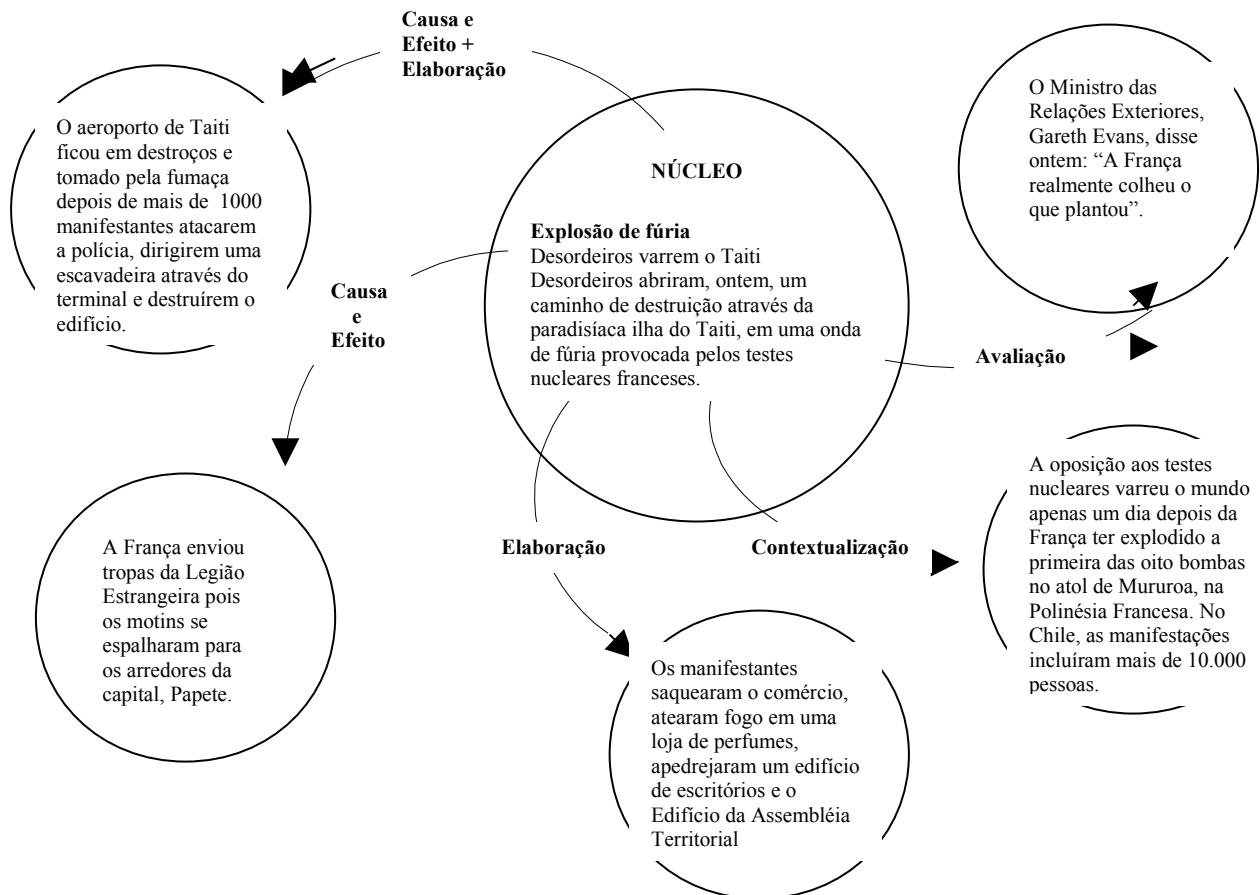 Causa e
Efeito +
Elaboração
O aeroporto de Taiti
ficou em destroços e
tomado pela fumaça
depois de mais de 1000
manifestantes atacarem
a polícia, dirigirem uma
escavadeira através do
terminal e destruírem o
edifício.
NÚCLEO
Explosão de fúria
Desordeiros varrem o Taiti
Desordeiros abriram, ontem, um
caminho de destruição através da
paradisíaca ilha do Taiti, em uma onda
de fúria provocada pelos testes
nucleares franceses.
O Ministro das
Relações Exteriores,
Gareth Evans, disse
ontem: “A França
realmente colheu o
que plantou”.
Causa
e
Efeito
Avaliação
A França enviou
tropas da Legião
Estrangeira pois
os motins se
espalharam para
os arredores da
capital, Papete.
Elaboração
Contextualização
A oposição aos testes
nucleares varreu o mundo
apenas um dia depois da
França ter explodido a
primeira das oito bombas
no atol de Mururoa, na
Polinésia Francesa. No
Chile, as manifestações
incluíram mais de 10.000
pessoas.
Os manifestantes
saquearam o comércio,
atearam fogo em uma
loja de perfumes,
apedrejaram um edifício
de escritórios e o
Edifício da Assembléia
Territorial